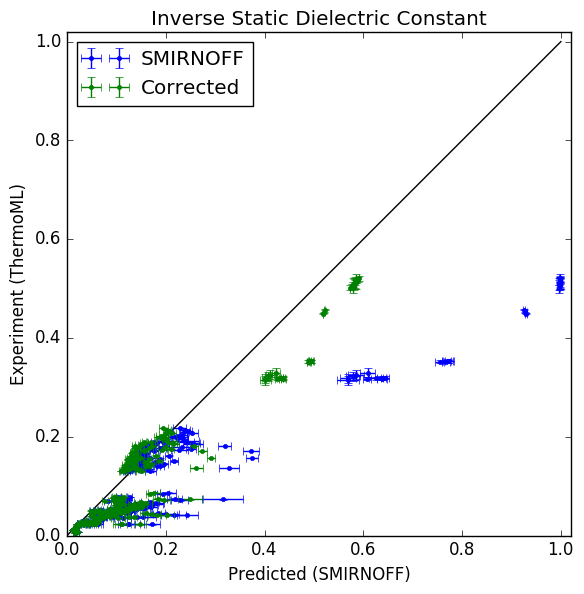 Inverse Static Dielectric Constant
1.0
SMIRNOFF
Corrected
0.8
0.6
0.4
0.2
0.0
Experiment (ThermoML)
0.0 0.2 0.4 0.6 0.8 1.0
Predicted (SMIRNOFF)